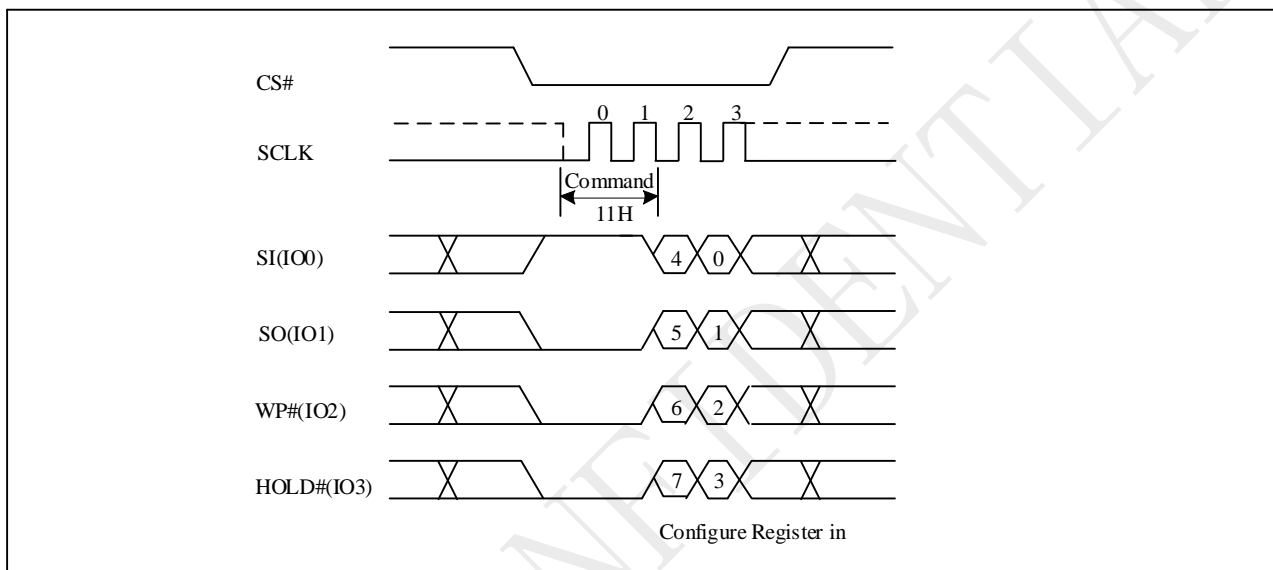 CS#
0 1 2 3
SCLK
Command
11H
SI(IO0) 4 0
SO(IO1) 5 1
WP#(IO2) 6 2
HOLD#(IO3) 7 3
Configure Register in
NFIDENTIA